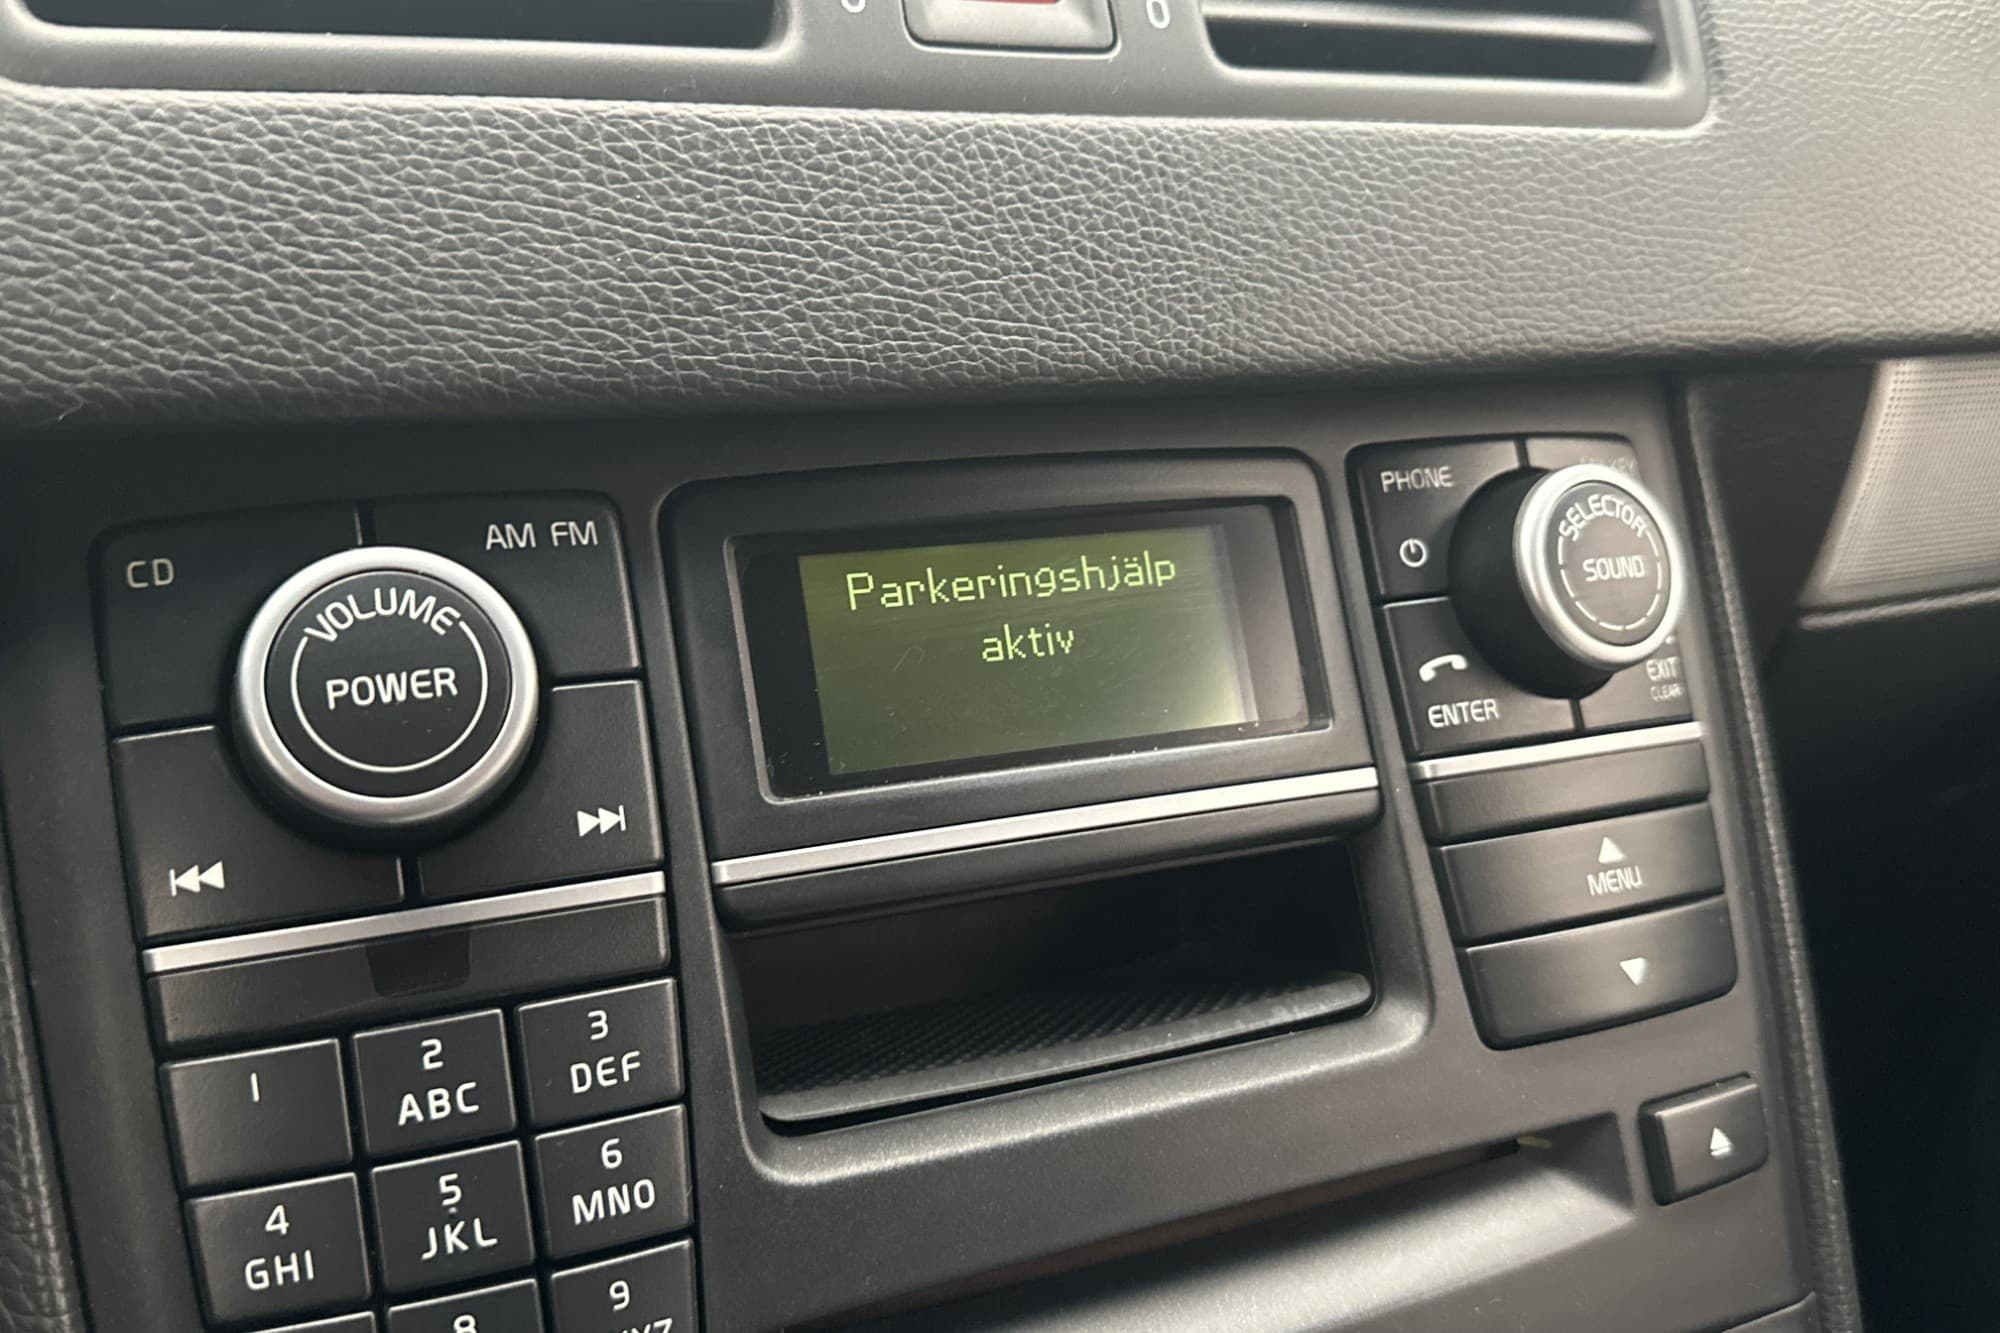 CD
AM FM
VOLUME
POWER
Parkeringshjälp
aktiv
PHONE
SELECTOR
SOUND
ENTER
EXIT
CLEAR
MENU
1
2
ABC
3
DEF
4
GHI
5
JKL
6
MNO
8
9